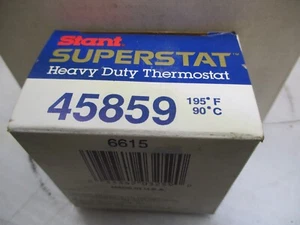 Stant
SUPERSTAT
Heavy Duty Thermostat
45859
195°F
90°C
6615